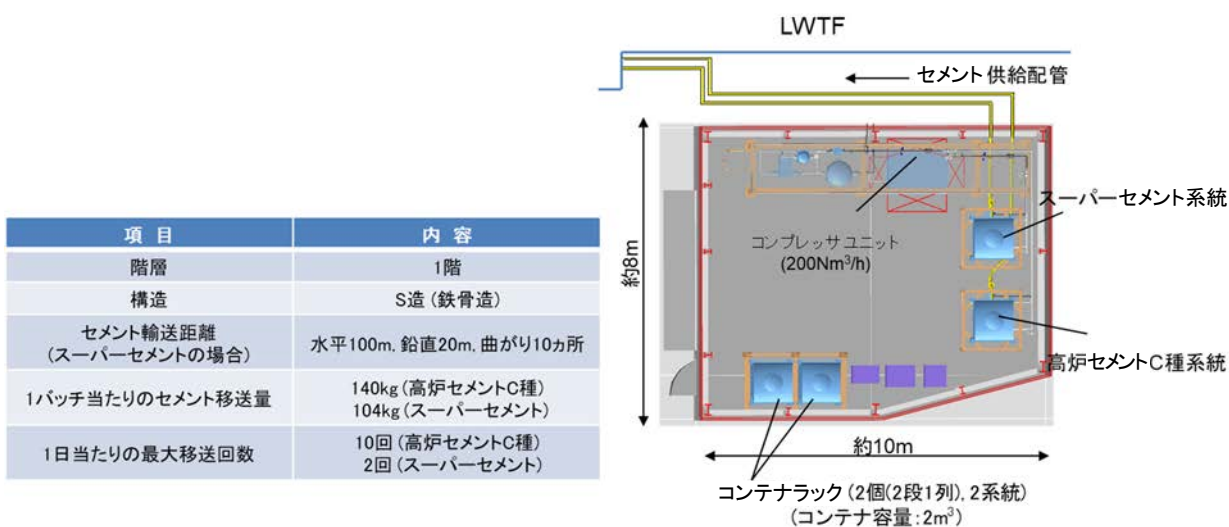 LWTF
セメント 供給配管
スーパーセメント系統
コンプレッサユニット
(200Nm³/h)
高炉セメントC種系統
約8m
約10m
コンテナラック (2個(2段1列), 2系統)
(コンテナ容量:2m³)
項 目 内 容
階層 1階
構造 S造 (鉄骨造)
セメント輸送距離
(スーパーセメントの場合) 水平100m, 鉛直20m, 曲がり10ヵ所
1バッチ当たりのセメント移送量 140kg (高炉セメントC種)
104kg (スーパーセメント)
1日当たりの最大移送回数 10回 (高炉セメントC種)
2回 (スーパーセメント)